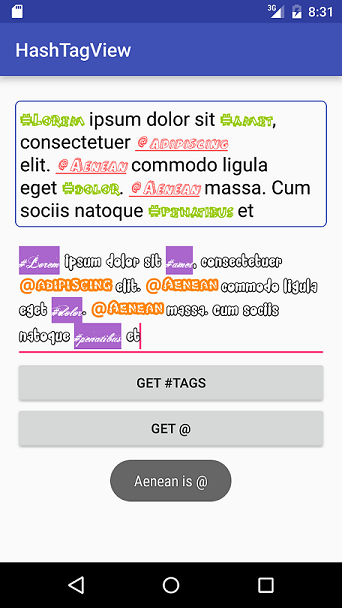 3G 8:31
HashTagView
#Lorem ipsum dolor sit #amet,
consectetuer @adipiscing
elit. @Aenean commodo ligula
eget #dolor. @Aenean massa. Cum
sociis natoque #penatibus et
#Lorem ipsum dolor sit #amet, consectetuer
@adipiscing elit. @Aenean commodo ligula
eget #dolor. @Aenean massa. Cum sociis
natoque #penatibus et
GET #TAGS
GET @
Aenean is @